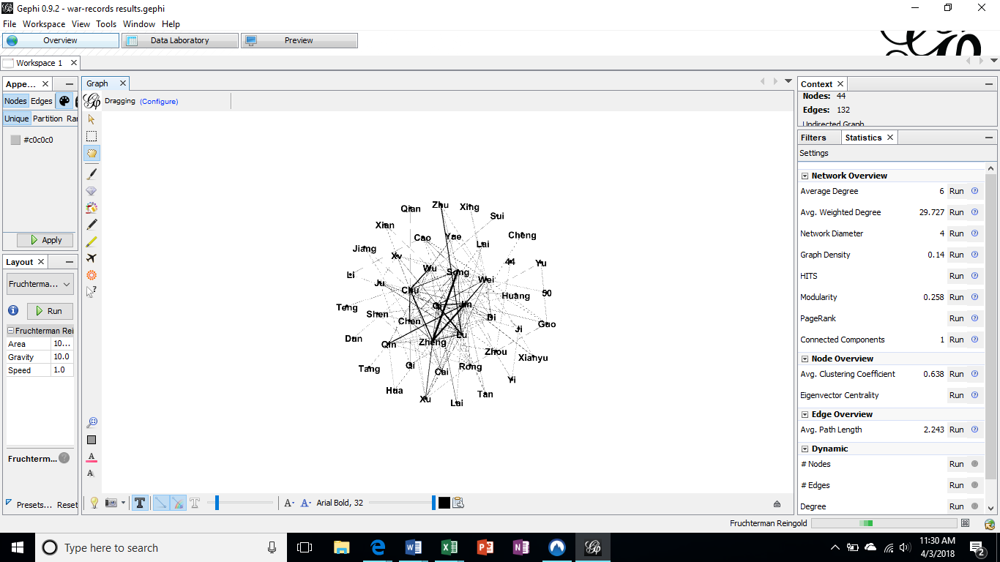 Gephi 0.9.2 - war-records results.gephi
File Workspace View Tools Window Help
Overview Data Laboratory Preview
Workspace 1
Appe...
Nodes Edges
Unique Partition Ran
#c0c0c0
Apply
Layout
Fruchterma...
Run
Fruchterman Rei
Area 10...
Gravity 10.0
Speed 1.0
Fruchterm...
Presets... Reset
Graph
Dragging (Configure)
Qian Zhu Xing
Sui
Xian
Cao Yue Cheng
Lai
Jiang
Xv 44 Yu
Wu Song
Li Wei
Ju
Chu 50
Huang
Teng Qi Jin
Shen
Chen Di Guo
Ji
Dun Lu
Qin Zheng
Zhou
Xianyu
Tang Qi Rong
Cai
Yi
Hua
Xu Lai Tan
Arial Bold, 32
Context
Nodes: 44
Edges: 132
Undirected Graph
Filters Statistics
Settings
Network Overview
Average Degree 6 Run
Avg. Weighted Degree 29.727 Run
Network Diameter 4 Run
Graph Density 0.14 Run
HITS Run
Modularity 0.258 Run
PageRank Run
Connected Components 1 Run
Node Overview
Avg. Clustering Coefficient 0.638 Run
Eigenvector Centrality Run
Edge Overview
Avg. Path Length 2.243 Run
Dynamic
# Nodes Run
# Edges Run
Degree Run
Fruchterman Reingold
Type here to search
11:30 AM
4/3/2018
2